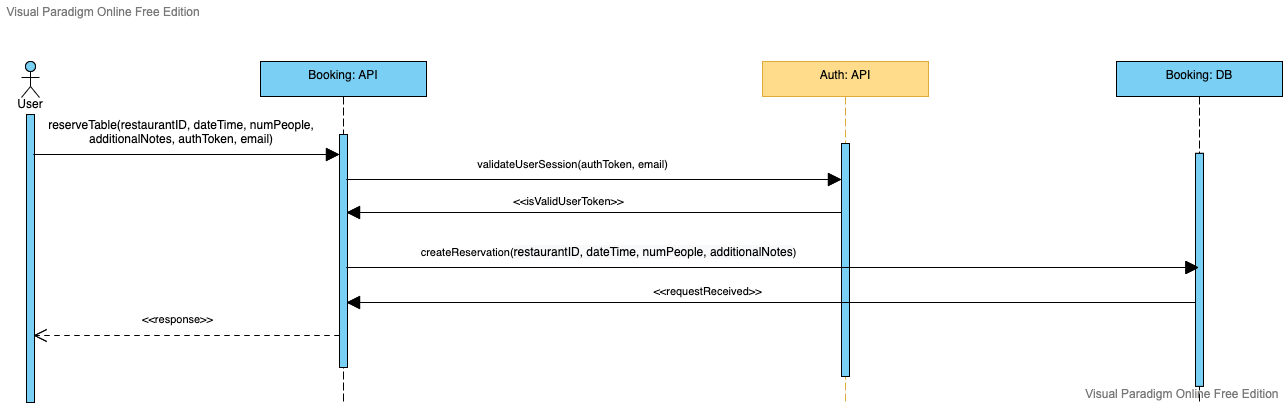 Visual Paradigm Online Free Edition
Booking: API
Auth: API
Booking: DB
User
reserveTable(restaurantID, dateTime, numPeople,
additionalNotes, authToken, email)
validateUserSession(authToken, email)
<<isValidUserToken>>
createReservation(restaurantID, dateTime, numPeople, additionalNotes)
<<requestReceived>>
<<response>>
Visual Paradigm Online Free Edition